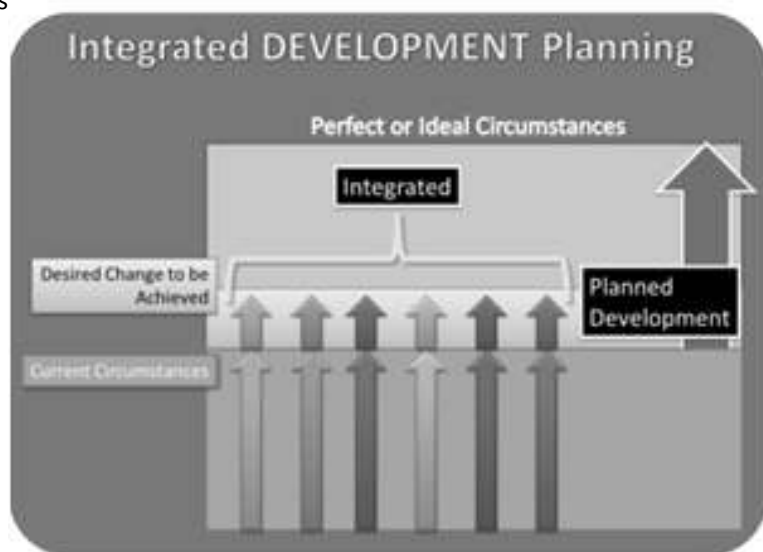 s
Integrated DEVELOPMENT Planning
Perfect or Ideal Circumstances
Integrated
Desired Change to be
Achieved
Planned
Development
Current Circumstances